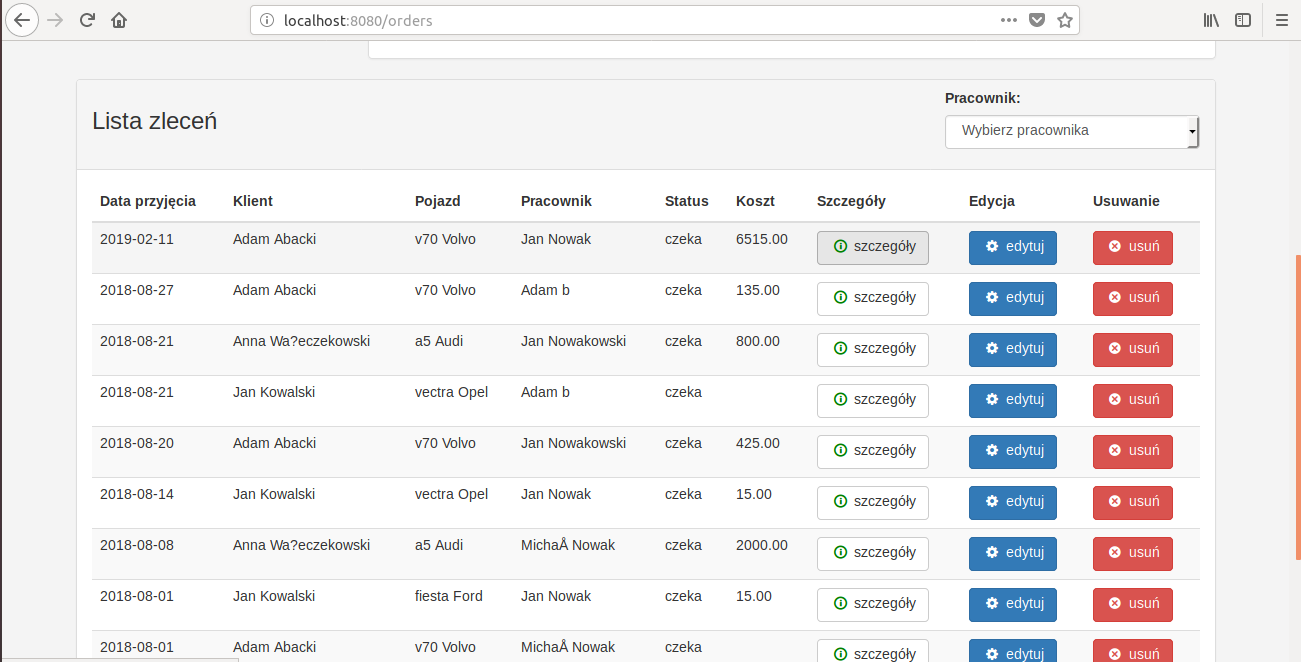 localhost:8080/orders
Pracownik:
Lista zleceń
Wybierz pracownika
Data przyjęcia Klient Pojazd Pracownik Status Koszt Szczegóły Edycja Usuwanie
2019-02-11 Adam Abacki v70 Volvo Jan Nowak czeka 6515.00 szczegóły edytuj usuń
2018-08-27 Adam Abacki v70 Volvo Adam b czeka 135.00 szczegóły edytuj usuń
2018-08-21 Anna Wa?eczekowski a5 Audi Jan Nowakowski czeka 800.00 szczegóły edytuj usuń
2018-08-21 Jan Kowalski vectra Opel Adam b czeka szczegóły edytuj usuń
2018-08-20 Adam Abacki v70 Volvo Jan Nowakowski czeka 425.00 szczegóły edytuj usuń
2018-08-14 Jan Kowalski vectra Opel Jan Nowak czeka 15.00 szczegóły edytuj usuń
2018-08-08 Anna Wa?eczekowski a5 Audi MichaÅ Nowak czeka 2000.00 szczegóły edytuj usuń
2018-08-01 Jan Kowalski fiesta Ford Jan Nowak czeka 15.00 szczegóły edytuj usuń
2018-08-01 Adam Abacki v70 Volvo MichaÅ Nowak czeka szczegóły edytuj usuń